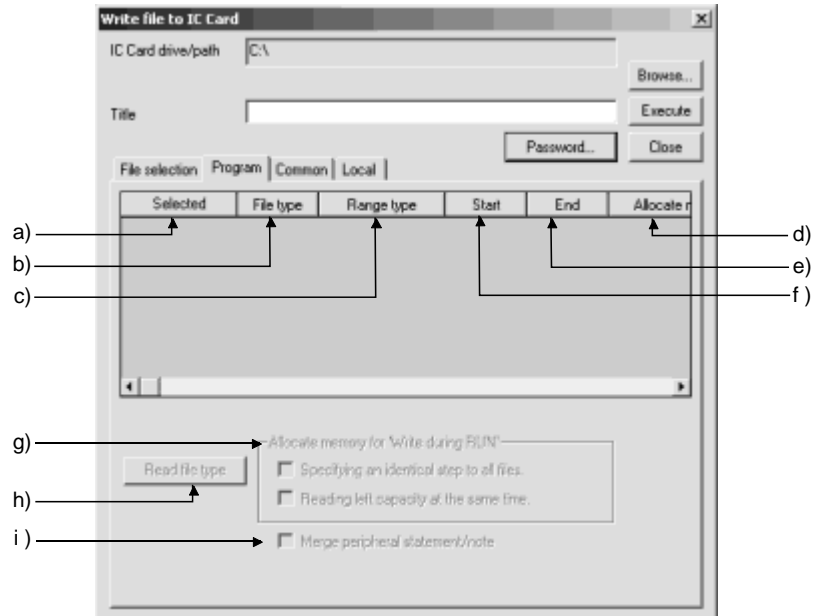 Write file to IC Card
IC Card drive/path C:\
Browse...
Title Execute
Password... Close
File selection Program Common Local
Selected File type Range type Start End Allocate r
a) d)
b) e)
c) f )
g) Allocate memory for 'Write during RUN'
Read file type Specifying an identical step to all files.
h) Reading left capacity at the same time.
i ) Merge peripheral statement/note